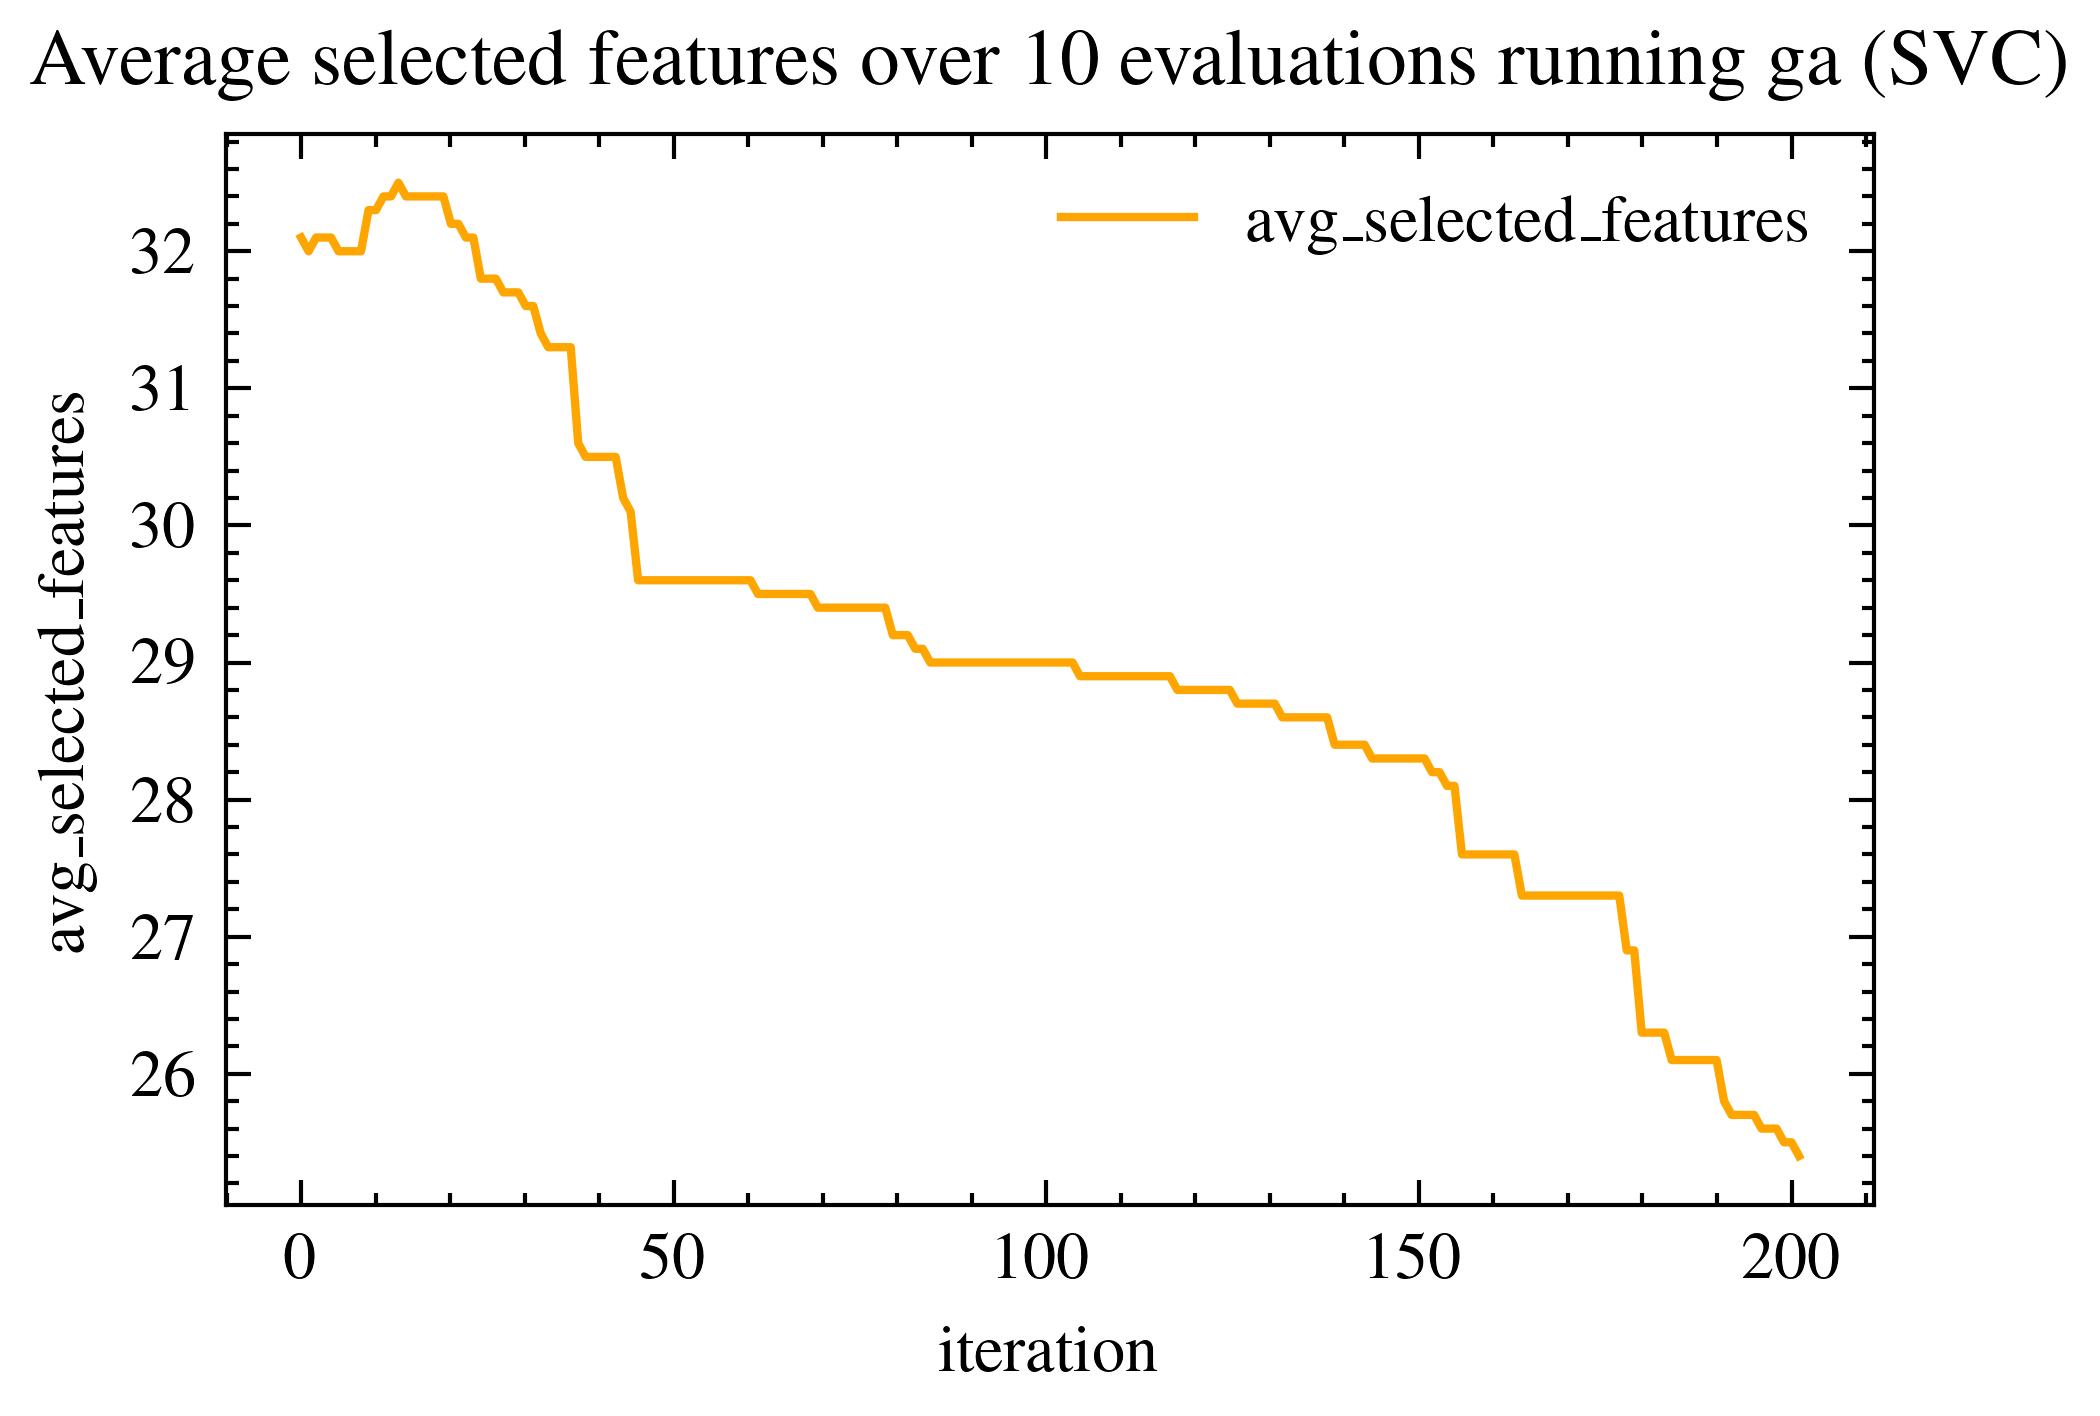 Average selected features over 10 evaluations running ga (SVC)
avg_selected_features
32
31
30
29
28
27
26
avg_selected_features
0 50 100 150 200
iteration